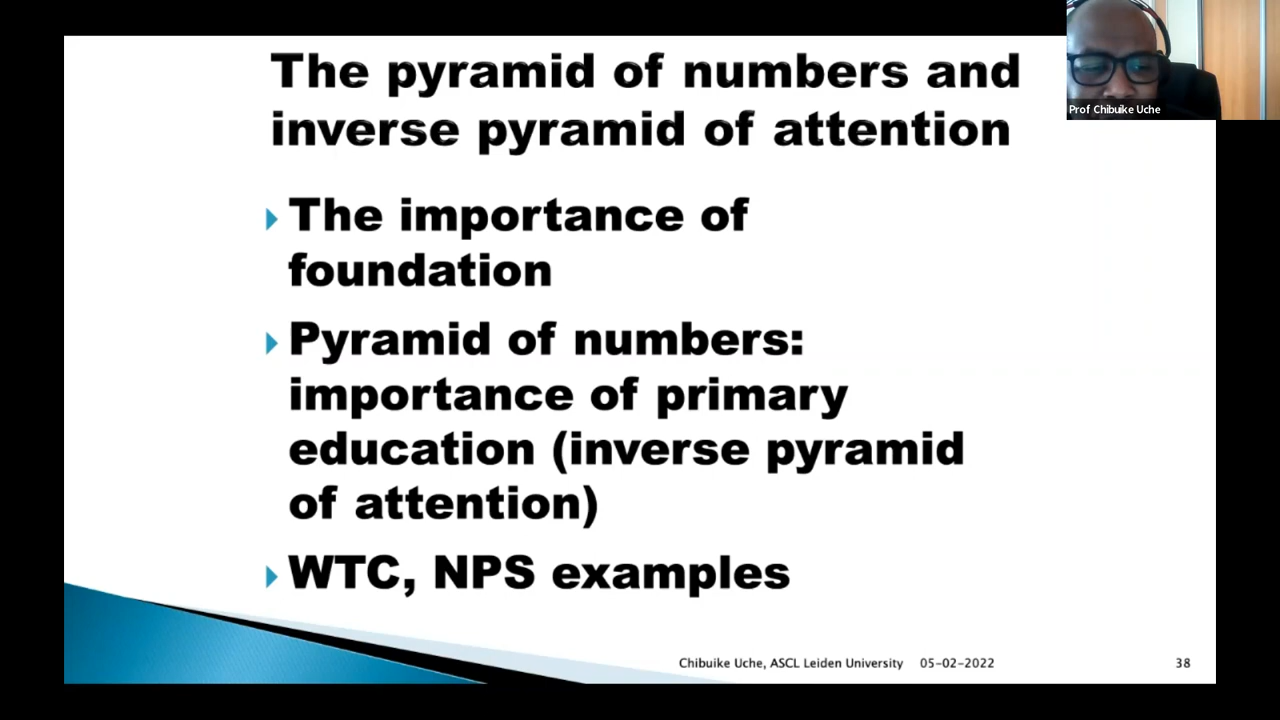 The pyramid of numbers and
inverse pyramid of attention
The importance of
foundation
Pyramid of numbers:
importance of primary
education (inverse pyramid
of attention)
WTC, NPS examples
Chibuike Uche, ASCL Leiden University 05-02-2022 38
Prof Chibuike Uche